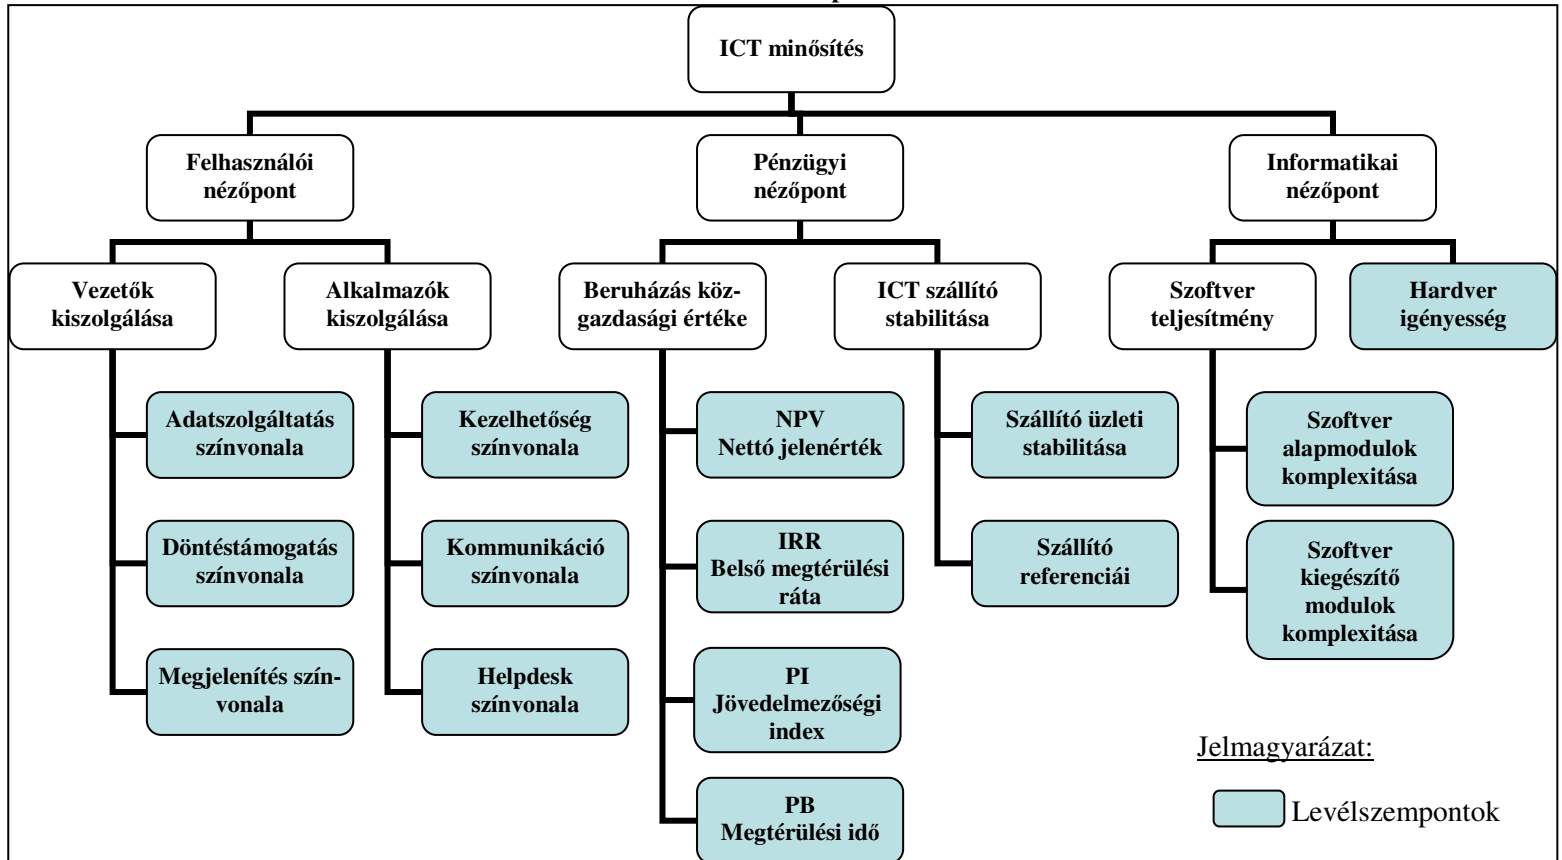 ICT minősítés
Felhasználói
nézőpont
Pénzügyi
nézőpont
Informatikai
nézőpont
Vezetők
kiszolgálása
Alkalmazók
kiszolgálása
Beruházás köz-
gazdasági értéke
ICT szállító
stabilitása
Szoftver
teljesítmény
Hardver
igényesség
Adatszolgáltatás
színvonala
Döntéstámogatás
színvonala
Megjelenítés szín-
vonala
Kezelhetőség
színvonala
Kommunikáció
színvonala
Helpdesk
színvonala
NPV
Nettó jelenérték
IRR
Belső megtérülési
ráta
PI
Jövedelmezőségi
index
PB
Megtérülési idő
Szállító üzleti
stabilitása
Szállító
referenciái
Szoftver
alapmodulok
komplexitása
Szoftver
kiegészítő
modulok
komplexitása
Jelmagyarázat:
Levélszempontok